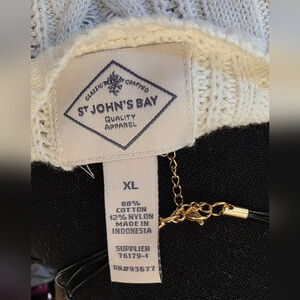 CLASSIC CRAFTED
ST JOHN'S BAY
QUALITY
APPAREL
XL
88%
COTTON
12% NYLON
MADE IN
INDONESIA
SUPPLIER
76179-1
RN#93677